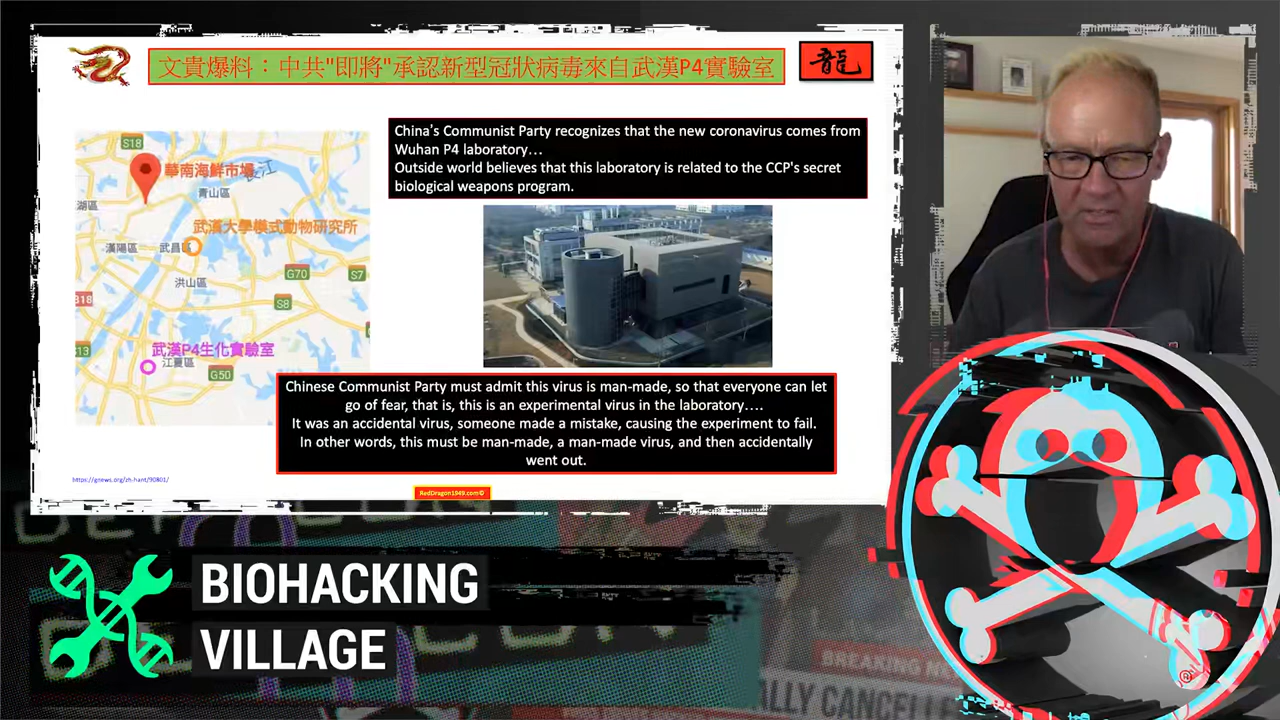 文貴爆料：中共"即將"承認新型冠狀病毒來自武漢P4實驗室
龍
China's Communist Party recognizes that the new coronavirus comes from
Wuhan P4 laboratory…
Outside world believes that this laboratory is related to the CCP's secret
biological weapons program.
S18
華南海鮮市場
長江
青山區
湖區
武漢大學模式動物研究所
漢陽區
武昌區
G70
S7
洪山區
S8
318
S13
武漢P4生化實驗室
江夏區
G50
Chinese Communist Party must admit this virus is man-made, so that everyone can let
go of fear, that is, this is an experimental virus in the laboratory….
It was an accidental virus, someone made a mistake, causing the experiment to fail.
In other words, this must be man-made, a man-made virus, and then accidentally
went out.
https://gnews.org/zh-hant/90801/
RedDragon1949.com©
BIOHACKING
VILLAGE
BREAKING NE
ALLY CANCELLE
®